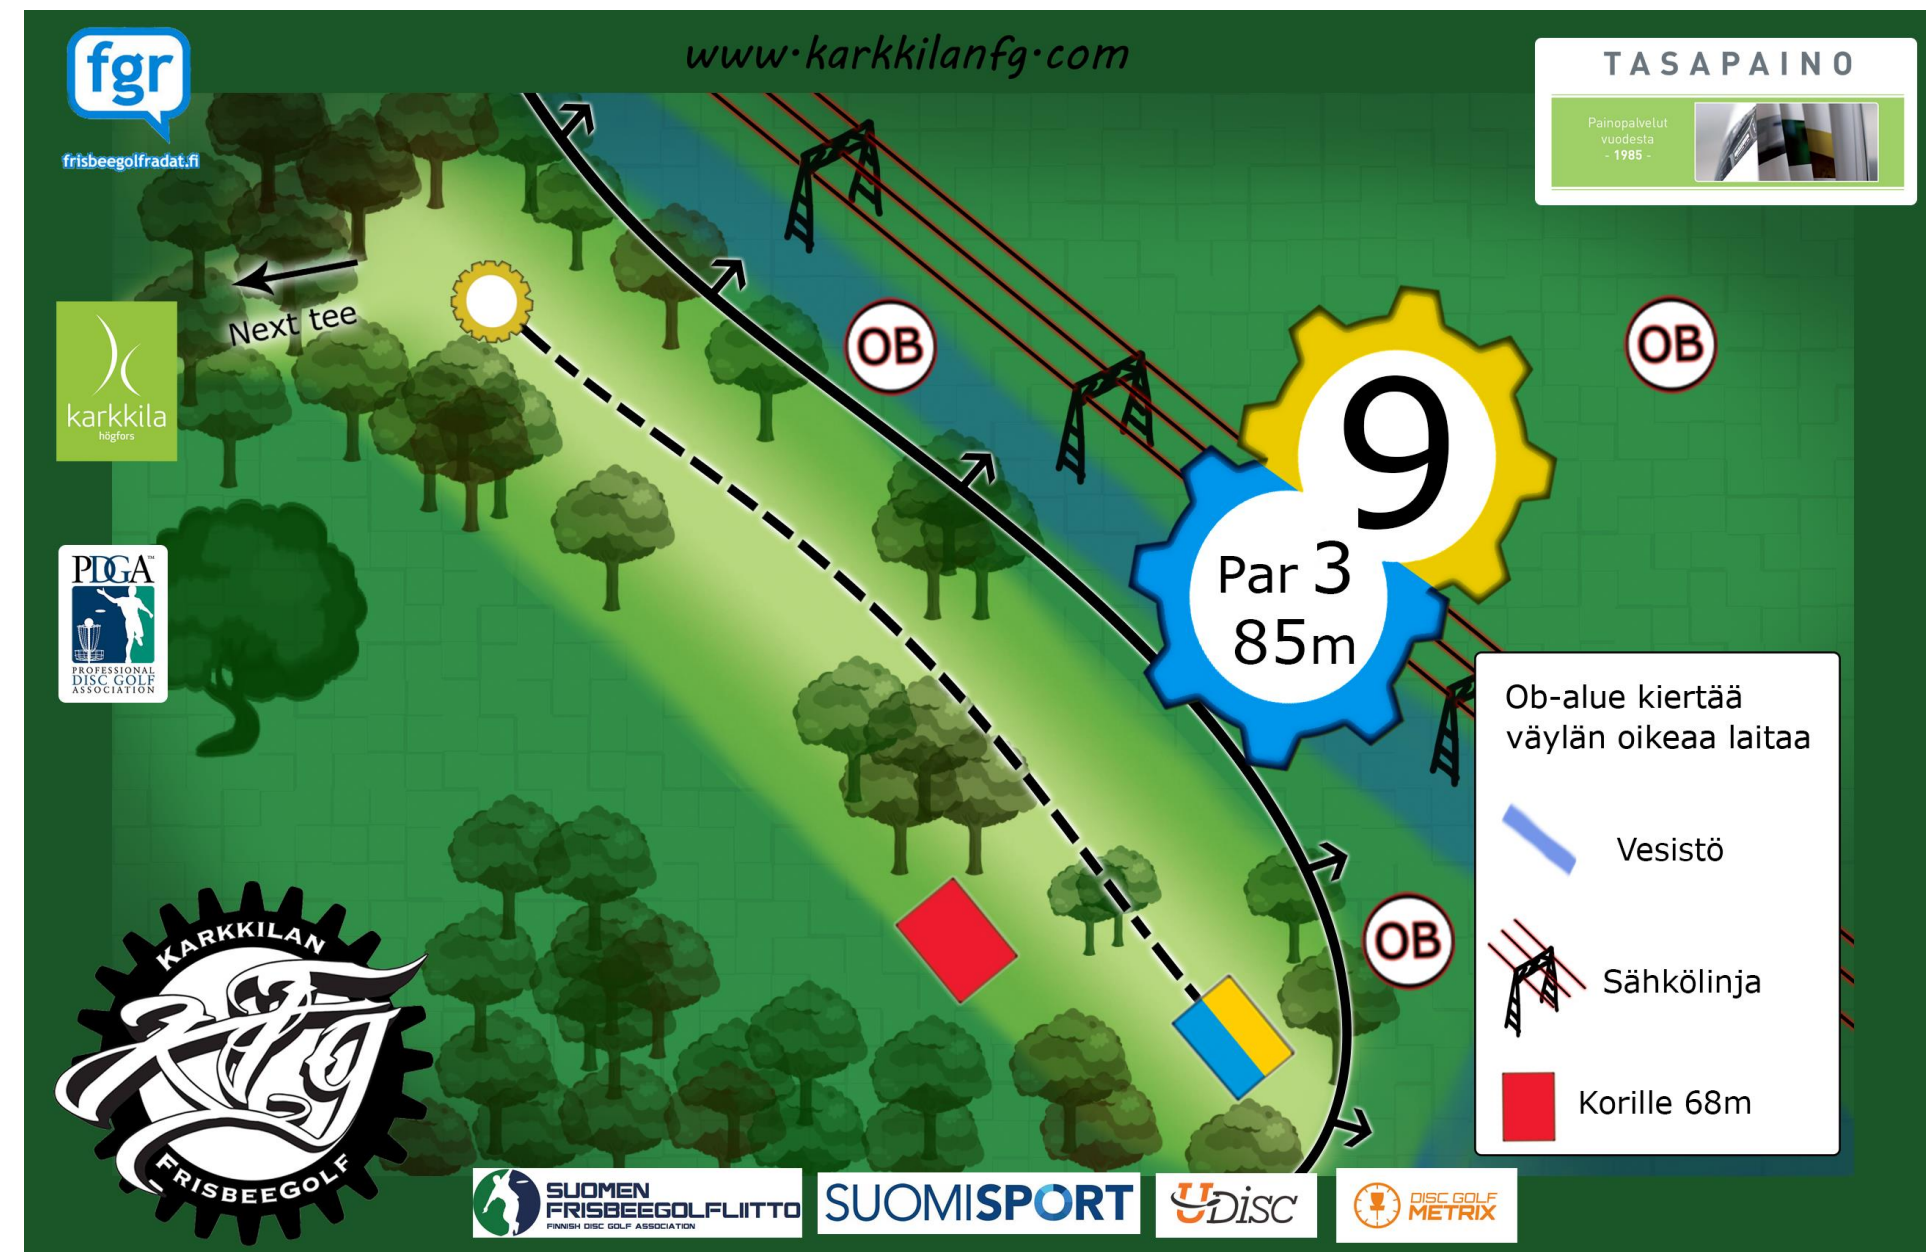 fgr
frisbeegolfradat.fi
www.karkkilanfg.com
TASAPAINO
Painopalvelut
vuodesta
- 1985 -
Next tee
OB
OB
9
Par 3
85m
karkkila
högfors
PDGA™
PROFESSIONAL
DISC GOLF
ASSOCIATION
Ob-alue kiertää
väylän oikeaa laitaa
Vesistö
OB
Sähkölinja
Korille 68m
KARKKILAN
KFg
FRISBEEGOLF
SUOMEN
FRISBEEGOLFLIITTO
FINNISH DISC GOLF ASSOCIATION
SUOMISPORT
UDisc
DISC GOLF
METRIX